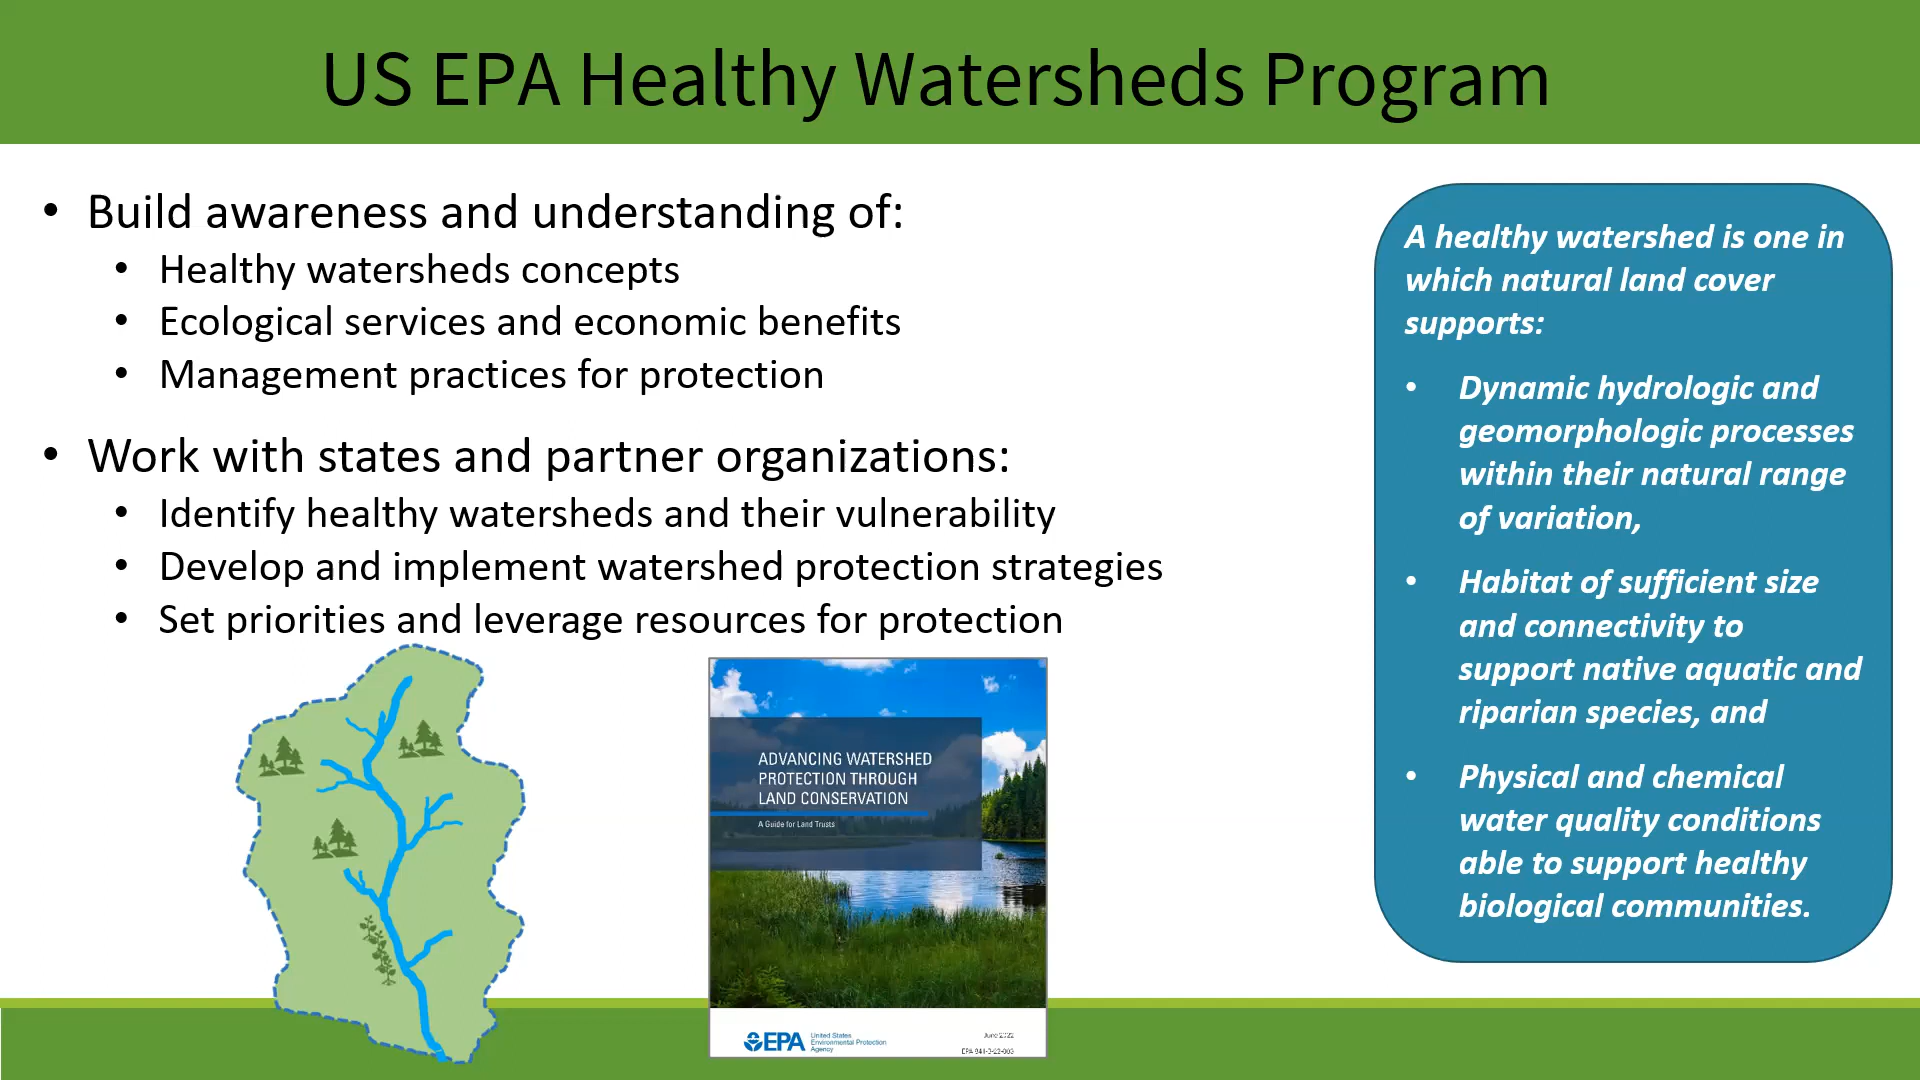 US EPA Healthy Watersheds Program
• Build awareness and understanding of:
• Healthy watersheds concepts
• Ecological services and economic benefits
• Management practices for protection
• Work with states and partner organizations:
• Identify healthy watersheds and their vulnerability
• Develop and implement watershed protection strategies
• Set priorities and leverage resources for protection
ADVANCING WATERSHED
PROTECTION THROUGH
LAND CONSERVATION
A Guide for Land Trusts
EPA
United States
Environmental Protection
Agency
June 2022
A healthy watershed is one in
which natural land cover
supports:
• Dynamic hydrologic and
geomorphologic processes
within their natural range
of variation,
• Habitat of sufficient size
and connectivity to
support native aquatic and
riparian species, and
• Physical and chemical
water quality conditions
able to support healthy
biological communities.